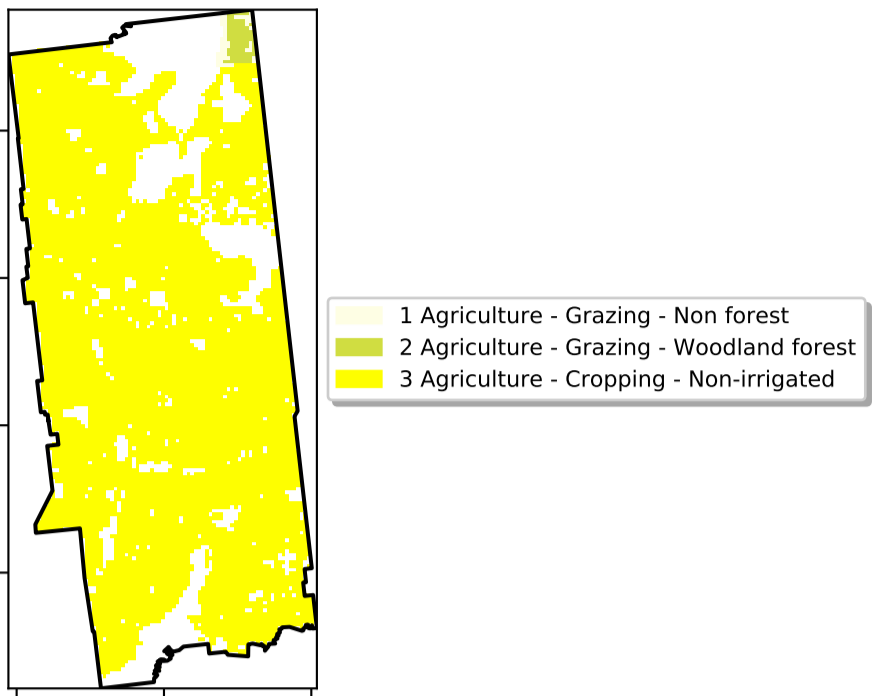 1 Agriculture - Grazing - Non forest
2 Agriculture - Grazing - Woodland forest
3 Agriculture - Cropping - Non-irrigated